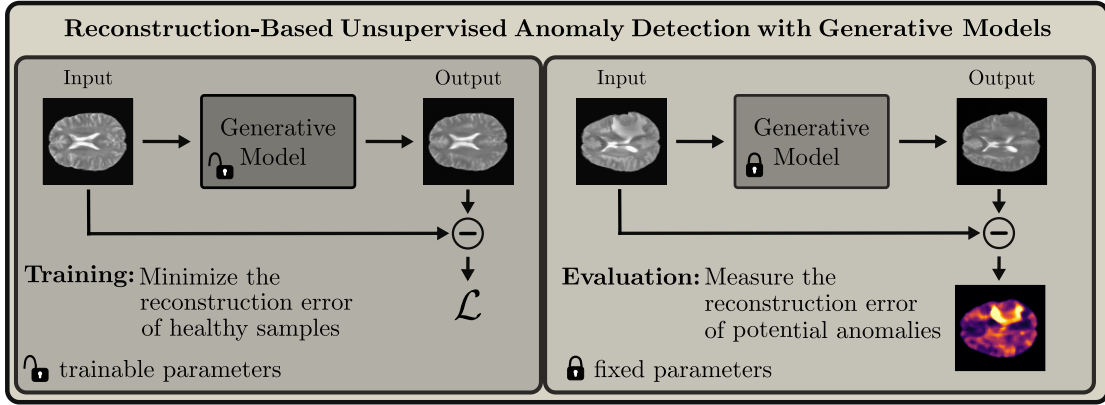 Reconstruction-Based Unsupervised Anomaly Detection with Generative Models
Input
Output
Generative
Model
Training: Minimize the
reconstruction error
of healthy samples
ℒ
trainable parameters
Input
Output
Generative
Model
Evaluation: Measure the
reconstruction error
of potential anomalies
fixed parameters